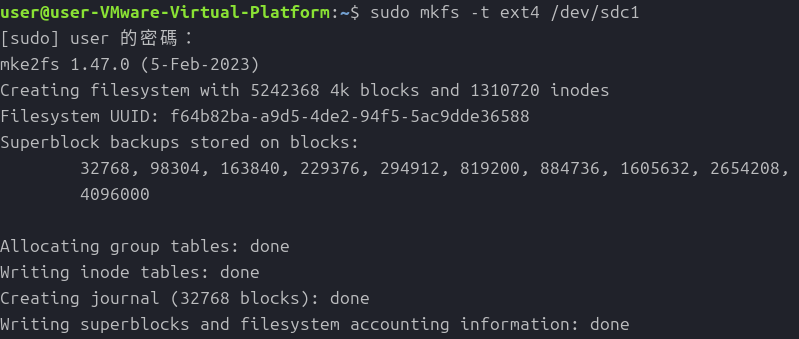 user@user-VMware-Virtual-Platform:~$ sudo mkfs -t ext4 /dev/sdc1
[sudo] user 的密碼：
mke2fs 1.47.0 (5-Feb-2023)
Creating filesystem with 5242368 4k blocks and 1310720 inodes
Filesystem UUID: f64b82ba-a9d5-4de2-94f5-5ac9dde36588
Superblock backups stored on blocks:
32768, 98304, 163840, 229376, 294912, 819200, 884736, 1605632, 2654208,
4096000
Allocating group tables: done
Writing inode tables: done
Creating journal (32768 blocks): done
Writing superblocks and filesystem accounting information: done